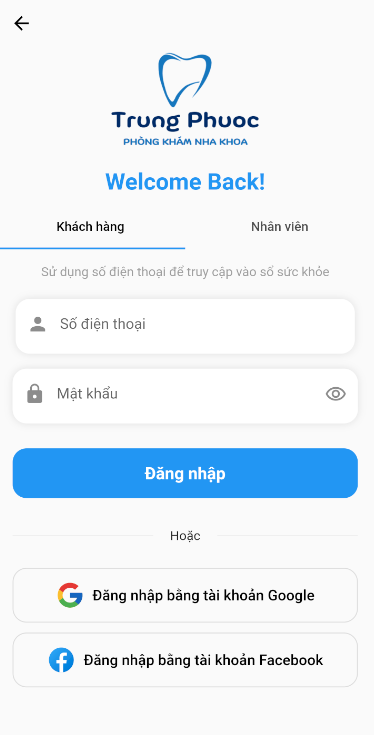 Trung Phuoc
PHÒNG KHÁM NHA KHOA
Welcome Back!
Khách hàng
Nhân viên
Sử dụng số điện thoại để truy cập vào sổ sức khỏe
Số điện thoại
Mật khẩu
Đăng nhập
Hoặc
Đăng nhập bằng tài khoản Google
Đăng nhập bằng tài khoản Facebook